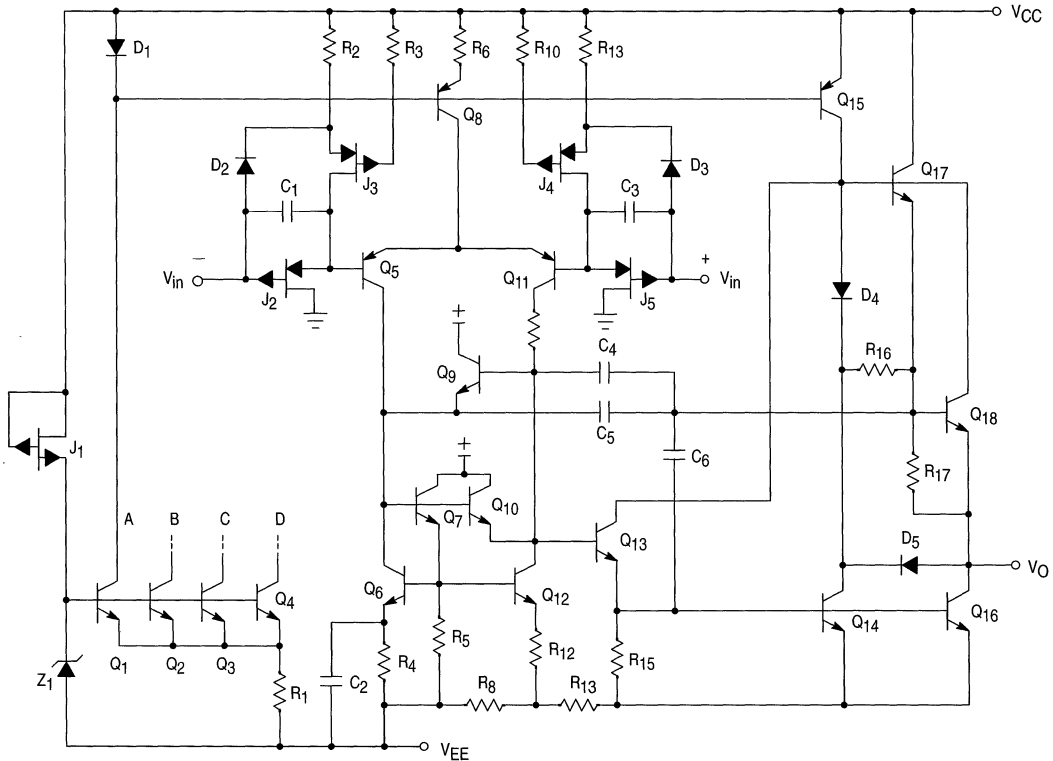 VCC
D1
R2
R3
R6
R10
R13
Q15
Q8
D2
J3
J4
D3
Q17
C1
C3
− Vin
J2
Q5
Q11
J5
+ Vin
D4
+
R16
Q9
C4
C5
Q18
J1
+
C6
R17
A
B
C
D
Q7
Q10
Q13
D5
VO
Q6
Q12
Q4
Q14
Q16
Q1
Q2
Q3
R5
R12
R15
Z1
R1
C2
R4
R8
R13
VEE